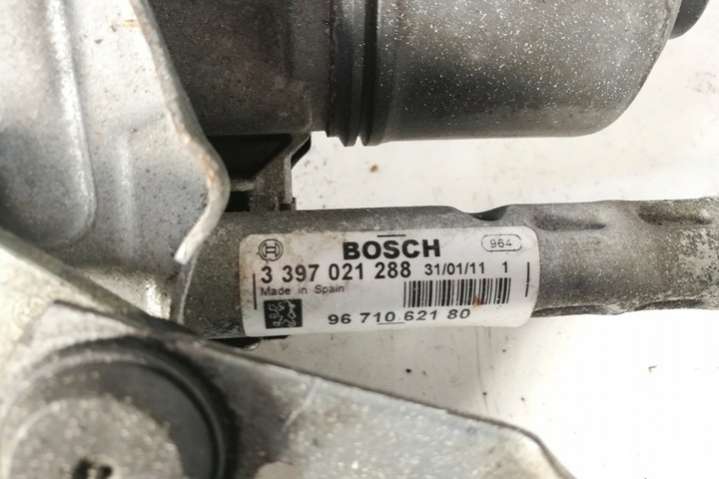 BOSCH 964
3 397 021 288 31/01/11 1
Made in Spain
96 710 621 80